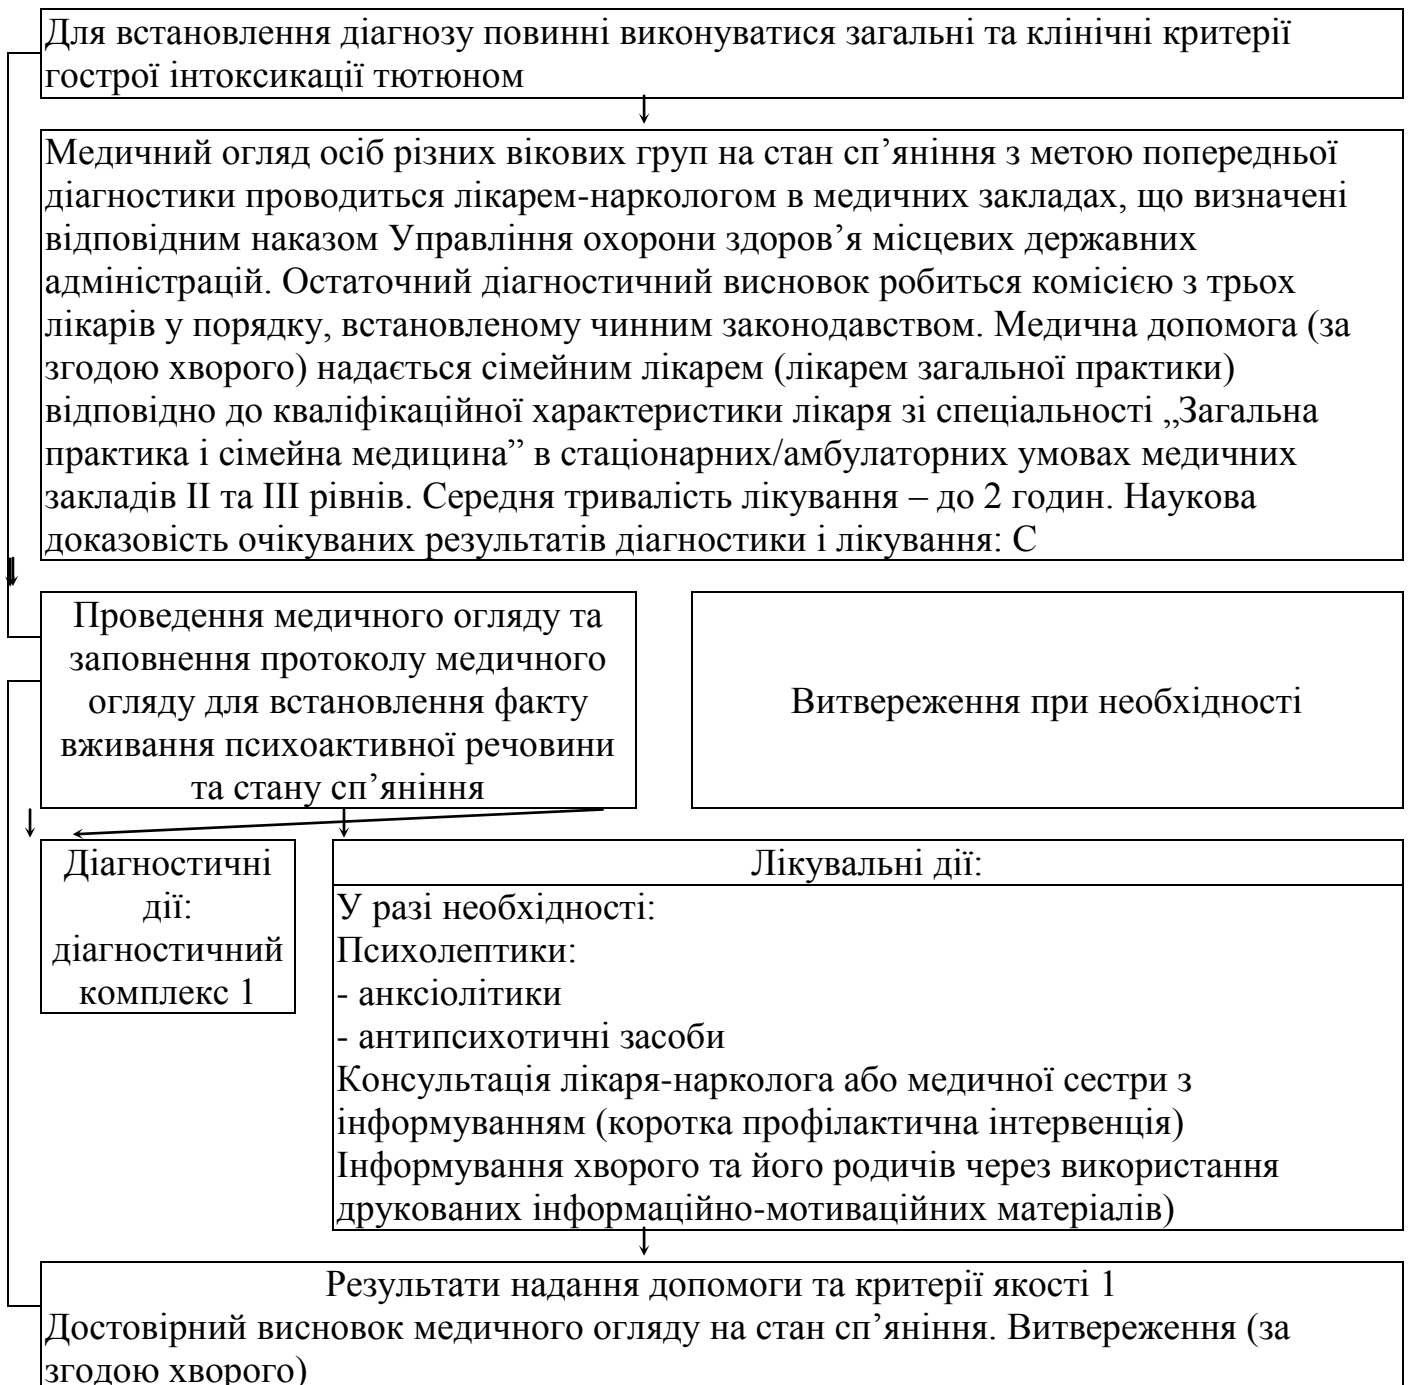 Для встановлення діагнозу повинні виконуватися загальні та клінічні критерії
гострої інтоксикації тютюном
Медичний огляд осіб різних вікових груп на стан сп’яніння з метою попередньої
діагностики проводиться лікарем-наркологом в медичних закладах, що визначені
відповідним наказом Управління охорони здоров’я місцевих державних
адміністрацій. Остаточний діагностичний висновок робиться комісією з трьох
лікарів у порядку, встановленому чинним законодавством. Медична допомога (за
згодою хворого) надається сімейним лікарем (лікарем загальної практики)
відповідно до кваліфікаційної характеристики лікаря зі спеціальності „Загальна
практика і сімейна медицина” в стаціонарних/амбулаторних умовах медичних
закладів ІІ та ІІІ рівнів. Середня тривалість лікування – до 2 годин. Наукова
доказовість очікуваних результатів діагностики і лікування: С
Проведення медичного огляду та
заповнення протоколу медичного
огляду для встановлення факту
вживання психоактивної речовини
та стану сп’яніння
Витвереження при необхідності
Діагностичні
дії:
діагностичний
комплекс 1
Лікувальні дії:
У разі необхідності:
Психолептики:
- анксіолітики
- антипсихотичні засоби
Консультація лікаря-нарколога або медичної сестри з
інформуванням (коротка профілактична інтервенція)
Інформування хворого та його родичів через використання
друкованих інформаційно-мотиваційних матеріалів)
Результати надання допомоги та критерії якості 1
Достовірний висновок медичного огляду на стан сп’яніння. Витвереження (за
згодою хворого)